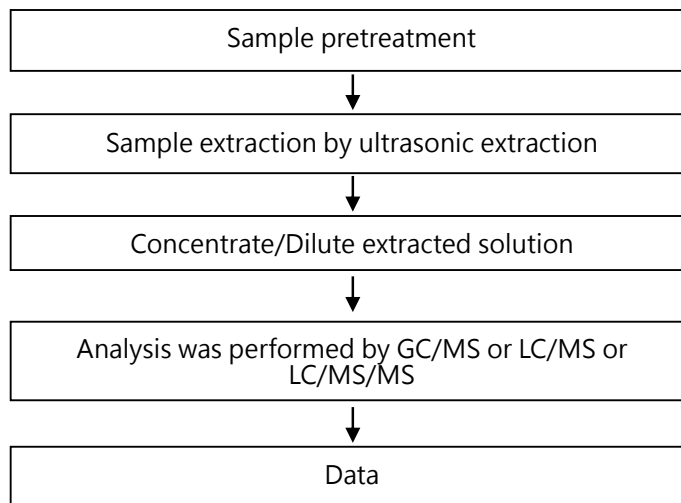 Sample pretreatment
Sample extraction by ultrasonic extraction
Concentrate/Dilute extracted solution
Analysis was performed by GC/MS or LC/MS or
LC/MS/MS
Data